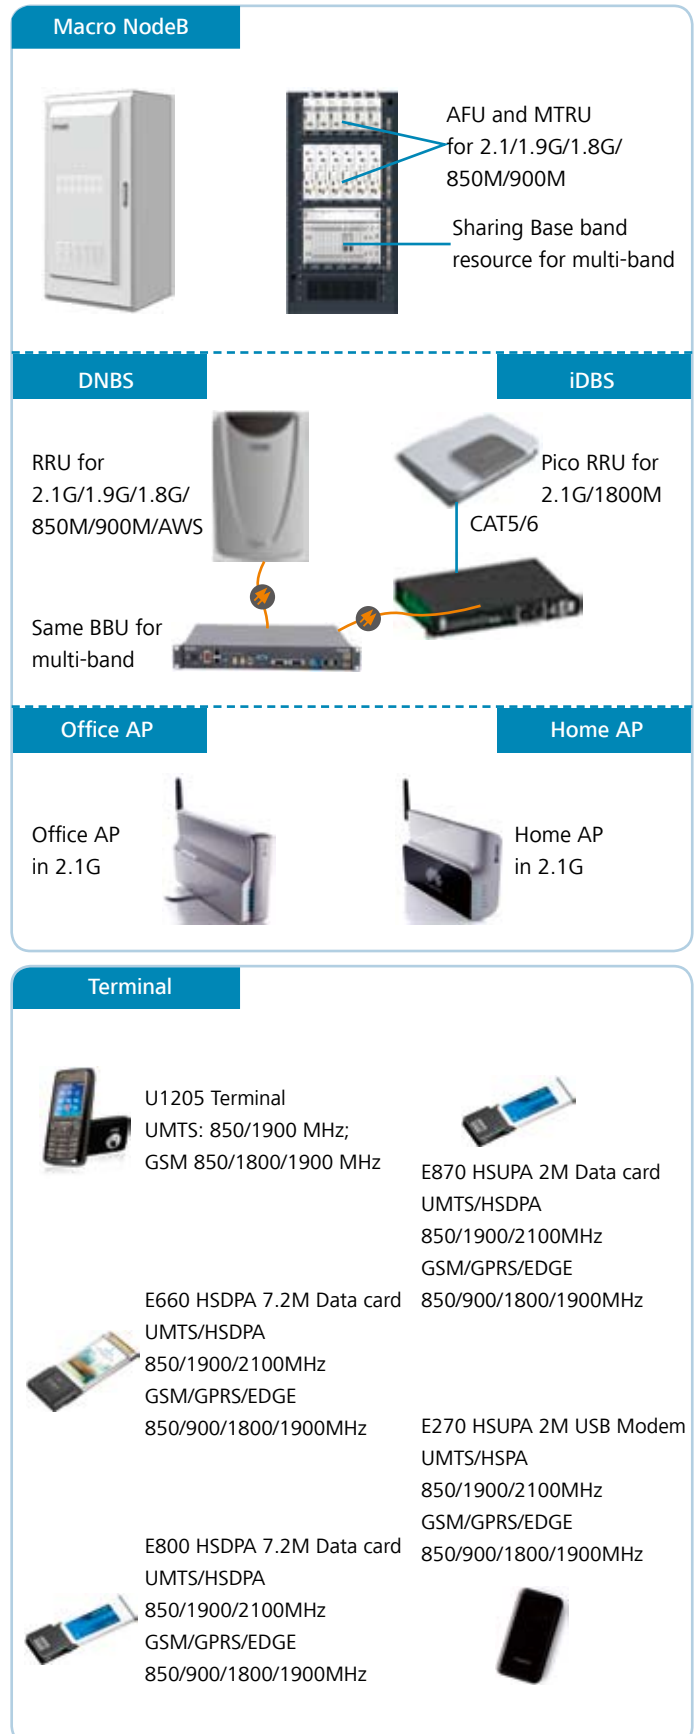 Macro NodeB
AFU and MTRU
for 2.1/1.9G/1.8G/
850M/900M
Sharing Base band
resource for multi-band
DNBS
iDBS
RRU for
2.1G/1.9G/1.8G/
850M/900M/AWS
Pico RRU for
2.1G/1800M
CAT5/6
Same BBU for
multi-band
Office AP
Home AP
Office AP
in 2.1G
Home AP
in 2.1G
Terminal
U1205 Terminal
UMTS: 850/1900 MHz;
GSM 850/1800/1900 MHz
E870 HSUPA 2M Data card
UMTS/HSDPA
850/1900/2100MHz
GSM/GPRS/EDGE
850/900/1800/1900MHz
E660 HSDPA 7.2M Data card
UMTS/HSDPA
850/1900/2100MHz
GSM/GPRS/EDGE
850/900/1800/1900MHz
E270 HSUPA 2M USB Modem
UMTS/HSPA
850/1900/2100MHz
GSM/GPRS/EDGE
850/900/1800/1900MHz
E800 HSDPA 7.2M Data card
UMTS/HSDPA
850/1900/2100MHz
GSM/GPRS/EDGE
850/900/1800/1900MHz